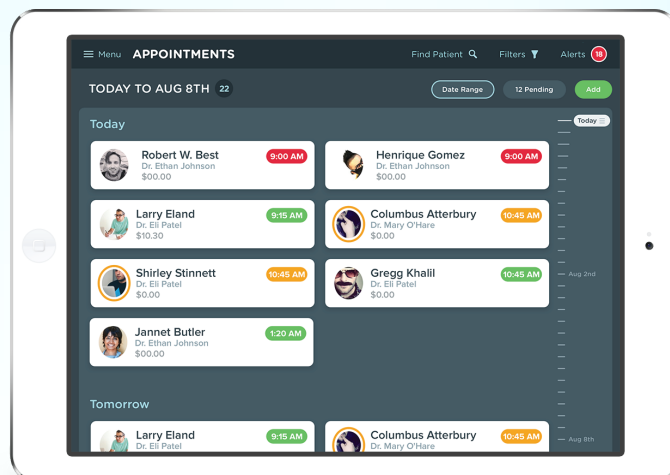 Menu APPOINTMENTS Find Patient Filters Alerts 18
TODAY TO AUG 8TH 22 Date Range 12 Pending Add
Today
Today
Robert W. Best 9:00 AM
Dr. Ethan Johnson
$00.00
Henrique Gomez 9:00 AM
Dr. Ethan Johnson
$00.00
Larry Eland 9:15 AM
Dr. Eli Patel
$10.30
Columbus Atterbury 10:45 AM
Dr. Mary O'Hare
$0.00
Shirley Stinnett 10:45 AM
Dr. Eli Patel
$0.00
Gregg Khalil 10:45 AM
Dr. Eli Patel
$0.00
Aug 2nd
Jannet Butler 1:20 AM
Dr. Ethan Johnson
$00.00
Tomorrow
Larry Eland 9:15 AM
Dr. Eli Patel
Columbus Atterbury 10:45 AM
Dr. Mary O'Hare
Aug 8th